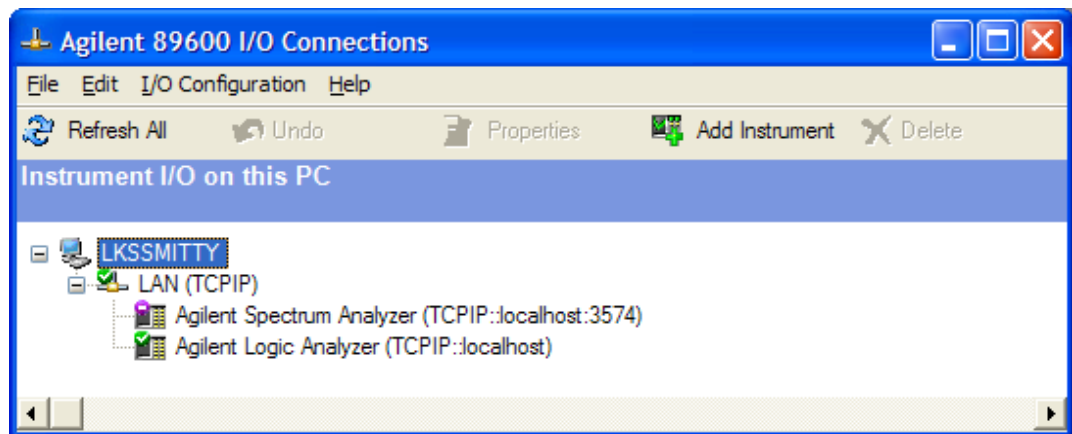 Agilent 89600 I/O Connections
File Edit I/O Configuration Help
Refresh All Undo Properties Add Instrument Delete
Instrument I/O on this PC
LKSSMITTY
LAN (TCPIP)
Agilent Spectrum Analyzer (TCPIP::localhost:3574)
Agilent Logic Analyzer (TCPIP::localhost)